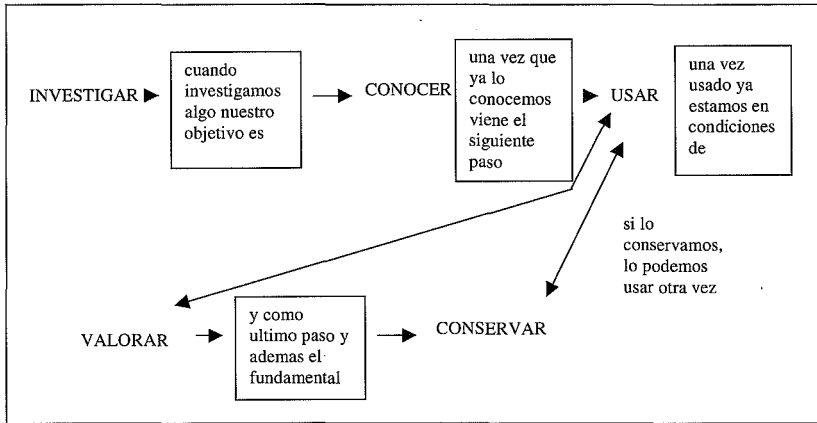 INVESTIGAR
cuando
investigamos
algo nuestro
objetivo es
CONOCER
una vez que
ya lo
conocemos
viene el
siguiente
paso
USAR
una vez
usado ya
estamos en
condiciones
de
VALORAR
y como
ultimo paso y
ademas el
fundamental
CONSERVAR
si lo
conservamos,
lo podemos
usar otra vez